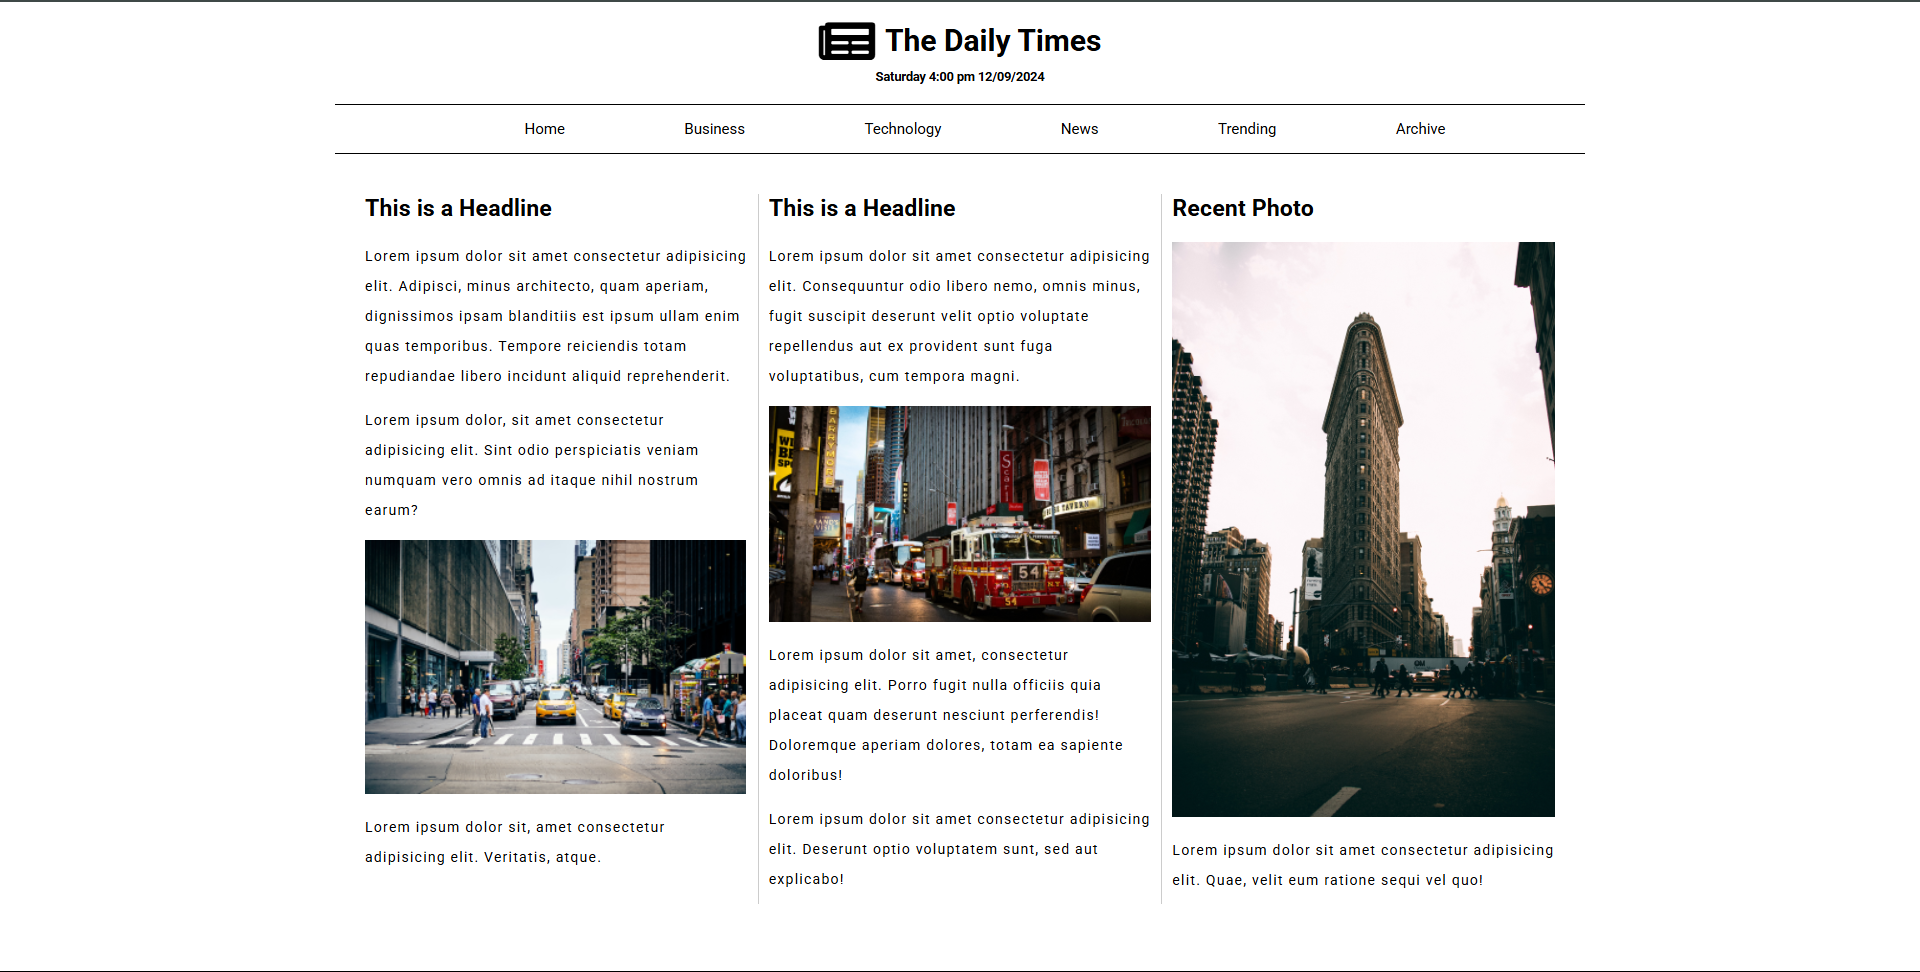 The Daily Times
Saturday 4:00 pm 12/09/2024
Home Business Technology News Trending Archive
This is a Headline
Lorem ipsum dolor sit amet consectetur adipisicing
elit. Adipisci, minus architecto, quam aperiam,
dignissimos ipsam blanditiis est ipsum ullam enim
quas temporibus. Tempore reiciendis totam
repudiandae libero incidunt aliquid reprehenderit.
Lorem ipsum dolor, sit amet consectetur
adipisicing elit. Sint odio perspiciatis veniam
numquam vero omnis ad itaque nihil nostrum
earum?
Lorem ipsum dolor sit, amet consectetur
adipisicing elit. Veritatis, atque.
This is a Headline
Lorem ipsum dolor sit amet consectetur adipisicing
elit. Consequuntur odio libero nemo, omnis minus,
fugit suscipit deserunt velit optio voluptate
repellendus aut ex provident sunt fuga
voluptatibus, cum tempora magni.
BARRYMORE
Scarl
TAVERN
54
N.Y.
54
Lorem ipsum dolor sit amet, consectetur
adipisicing elit. Porro fugit nulla officiis quia
placeat quam deserunt nesciunt perferendis!
Doloremque aperiam dolores, totam ea sapiente
doloribus!
Lorem ipsum dolor sit amet consectetur adipisicing
elit. Deserunt optio voluptatem sunt, sed aut
explicabo!
Recent Photo
Lorem ipsum dolor sit amet consectetur adipisicing
elit. Quae, velit eum ratione sequi vel quo!